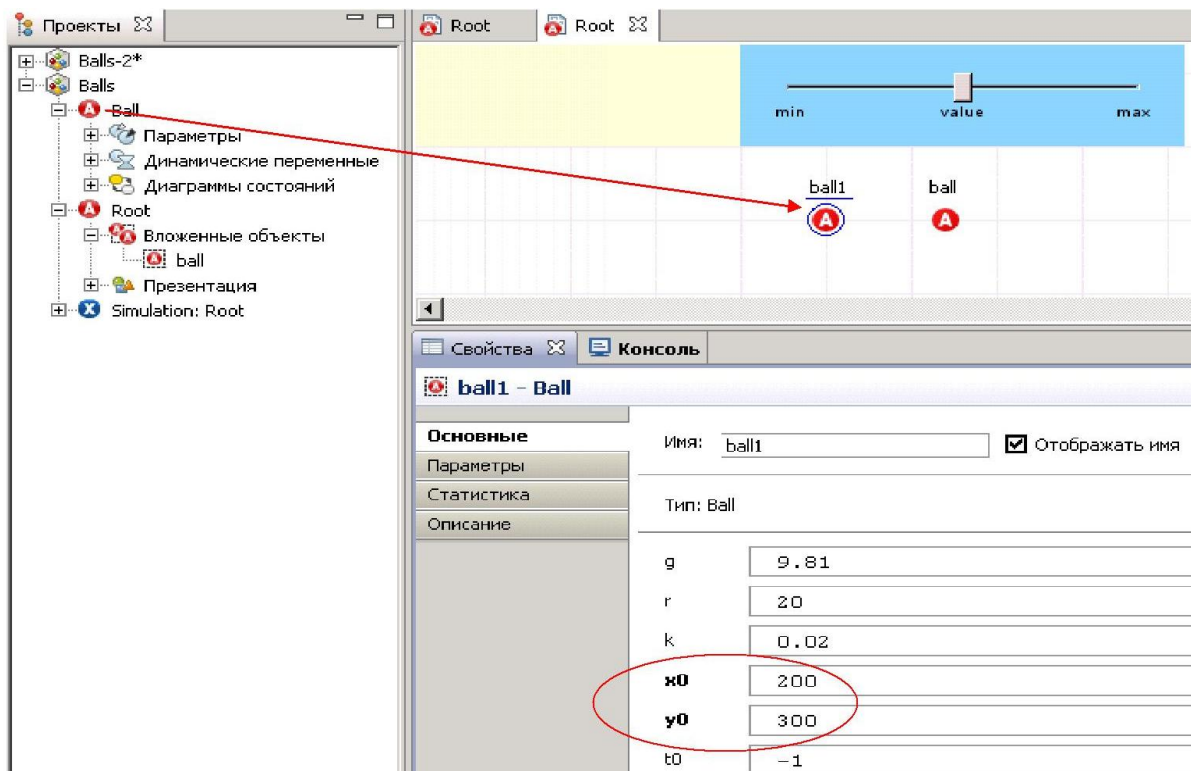 Проекты
Balls-2*
Balls
Ball
Параметры
Динамические переменные
Диаграммы состояний
Root
Вложенные объекты
ball
Презентация
Simulation: Root
Root
Root
min
value
max
ball1
ball
Свойства
Консоль
ball1 - Ball
Основные
Параметры
Статистика
Описание
Имя: ball1
Отображать имя
Тип: Ball
g 9.81
r 20
k 0.02
x0 200
y0 300
t0 -1